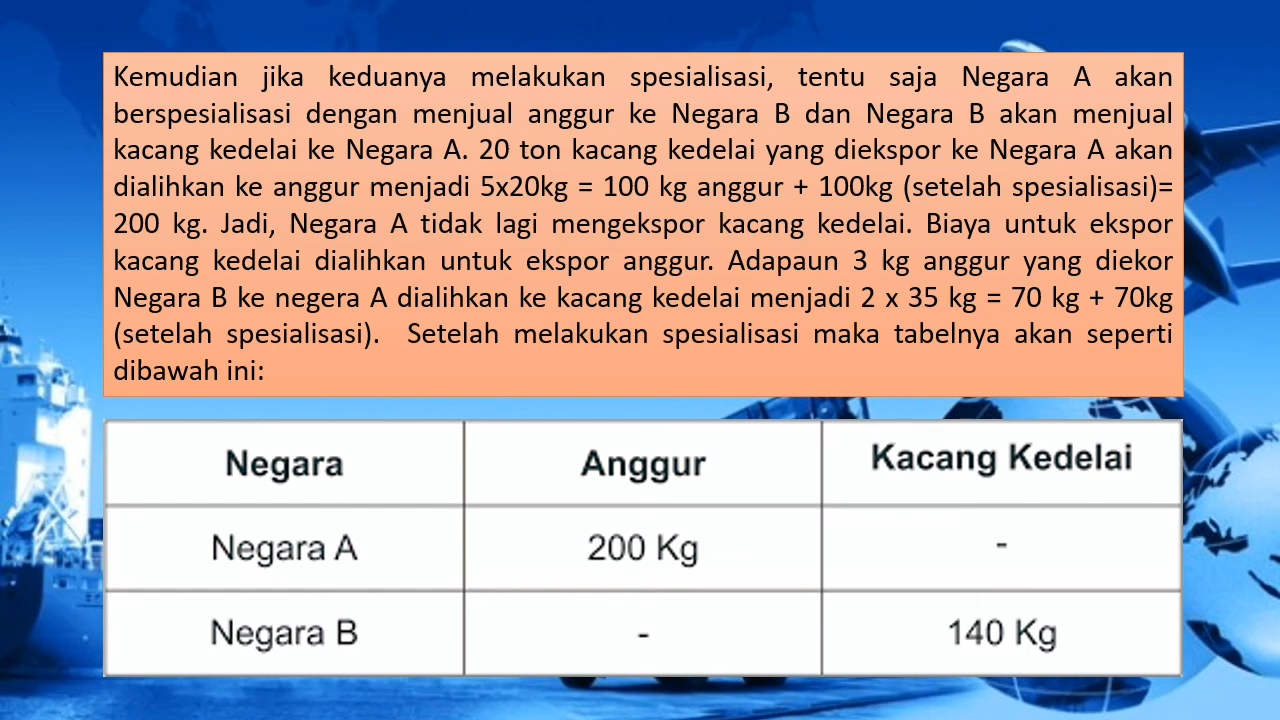 Kemudian jika keduanya melakukan spesialisasi, tentu saja Negara A akan
berspesialisasi dengan menjual anggur ke Negara B dan Negara B akan menjual
kacang kedelai ke Negara A. 20 ton kacang kedelai yang diekspor ke Negara A akan
dialihkan ke anggur menjadi 5x20kg = 100 kg anggur + 100kg (setelah spesialisasi)=
200 kg. Jadi, Negara A tidak lagi mengekspor kacang kedelai. Biaya untuk ekspor
kacang kedelai dialihkan untuk ekspor anggur. Adapaun 3 kg anggur yang diekor
Negara B ke negera A dialihkan ke kacang kedelai menjadi 2 x 35 kg = 70 kg + 70kg
(setelah spesialisasi). Setelah melakukan spesialisasi maka tabelnya akan seperti
dibawah ini:
Negara Anggur Kacang Kedelai
Negara A 200 Kg -
Negara B - 140 Kg